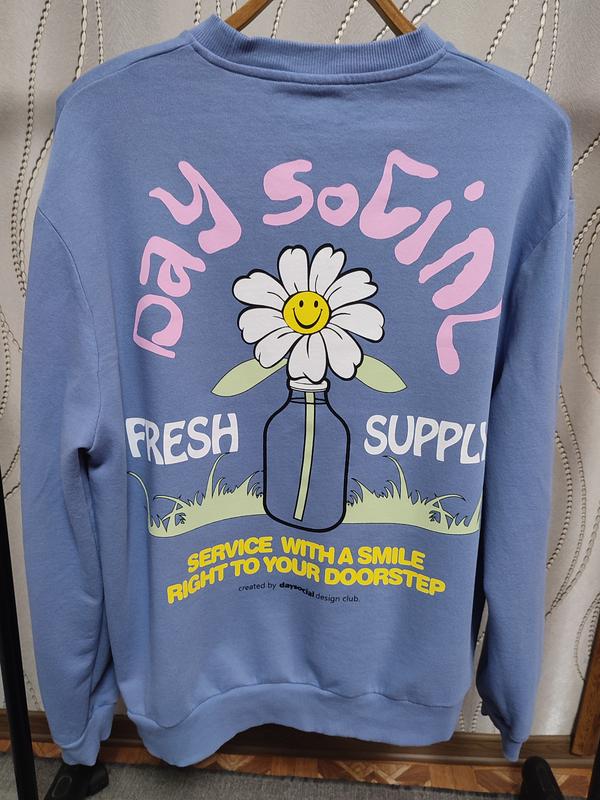 Day Social
FRESH SUPPLY
SERVICE WITH A SMILE
RIGHT TO YOUR DOORSTEP
created by daysocial design club.